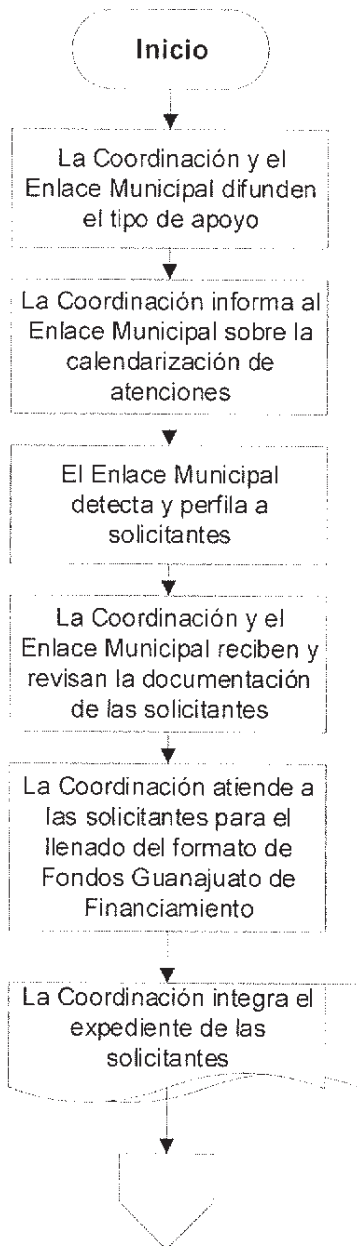 Inicio
La Coordinación y el
Enlace Municipal difunden
el tipo de apoyo
La Coordinación informa al
Enlace Municipal sobre la
calendarización de
atenciones
El Enlace Municipal
detecta y perfila a
solicitantes
La Coordinación y el
Enlace Municipal reciben y
revisan la documentación
de las solicitantes
La Coordinación atiende a
las solicitantes para el
llenado del formato de
Fondos Guanajuato de
Financiamiento
La Coordinación integra el
expediente de las
solicitantes